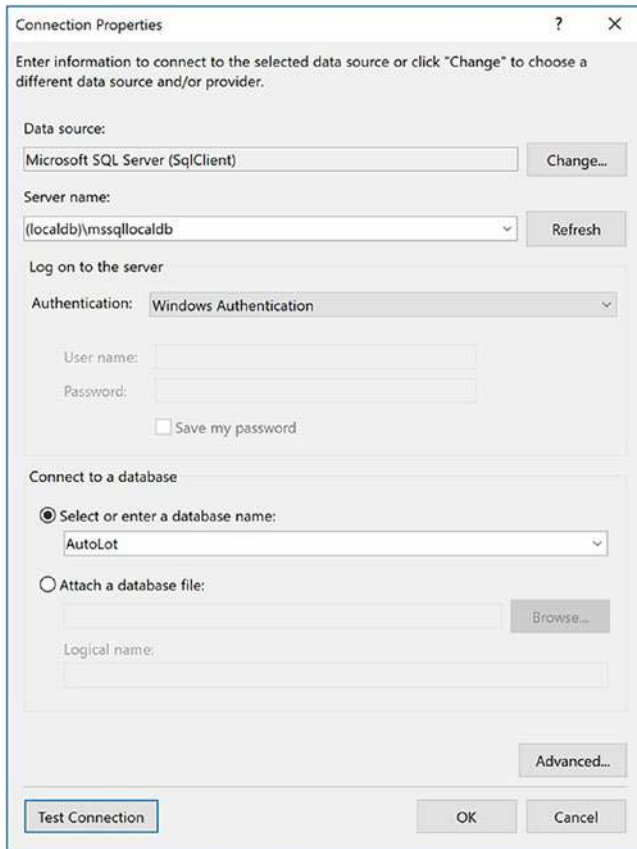 Connection Properties
?
Enter information to connect to the selected data source or click "Change" to choose a
different data source and/or provider.
Data source:
Microsoft SQL Server (SqlClient)
Change...
Server name:
(localdb)\mssqllocaldb
Refresh
Log on to the server
Authentication:
Windows Authentication
User name:
Password:
Save my password
Connect to a database
Select or enter a database name:
AutoLot
Attach a database file:
Browse...
Logical name:
Advanced...
Test Connection
OK
Cancel